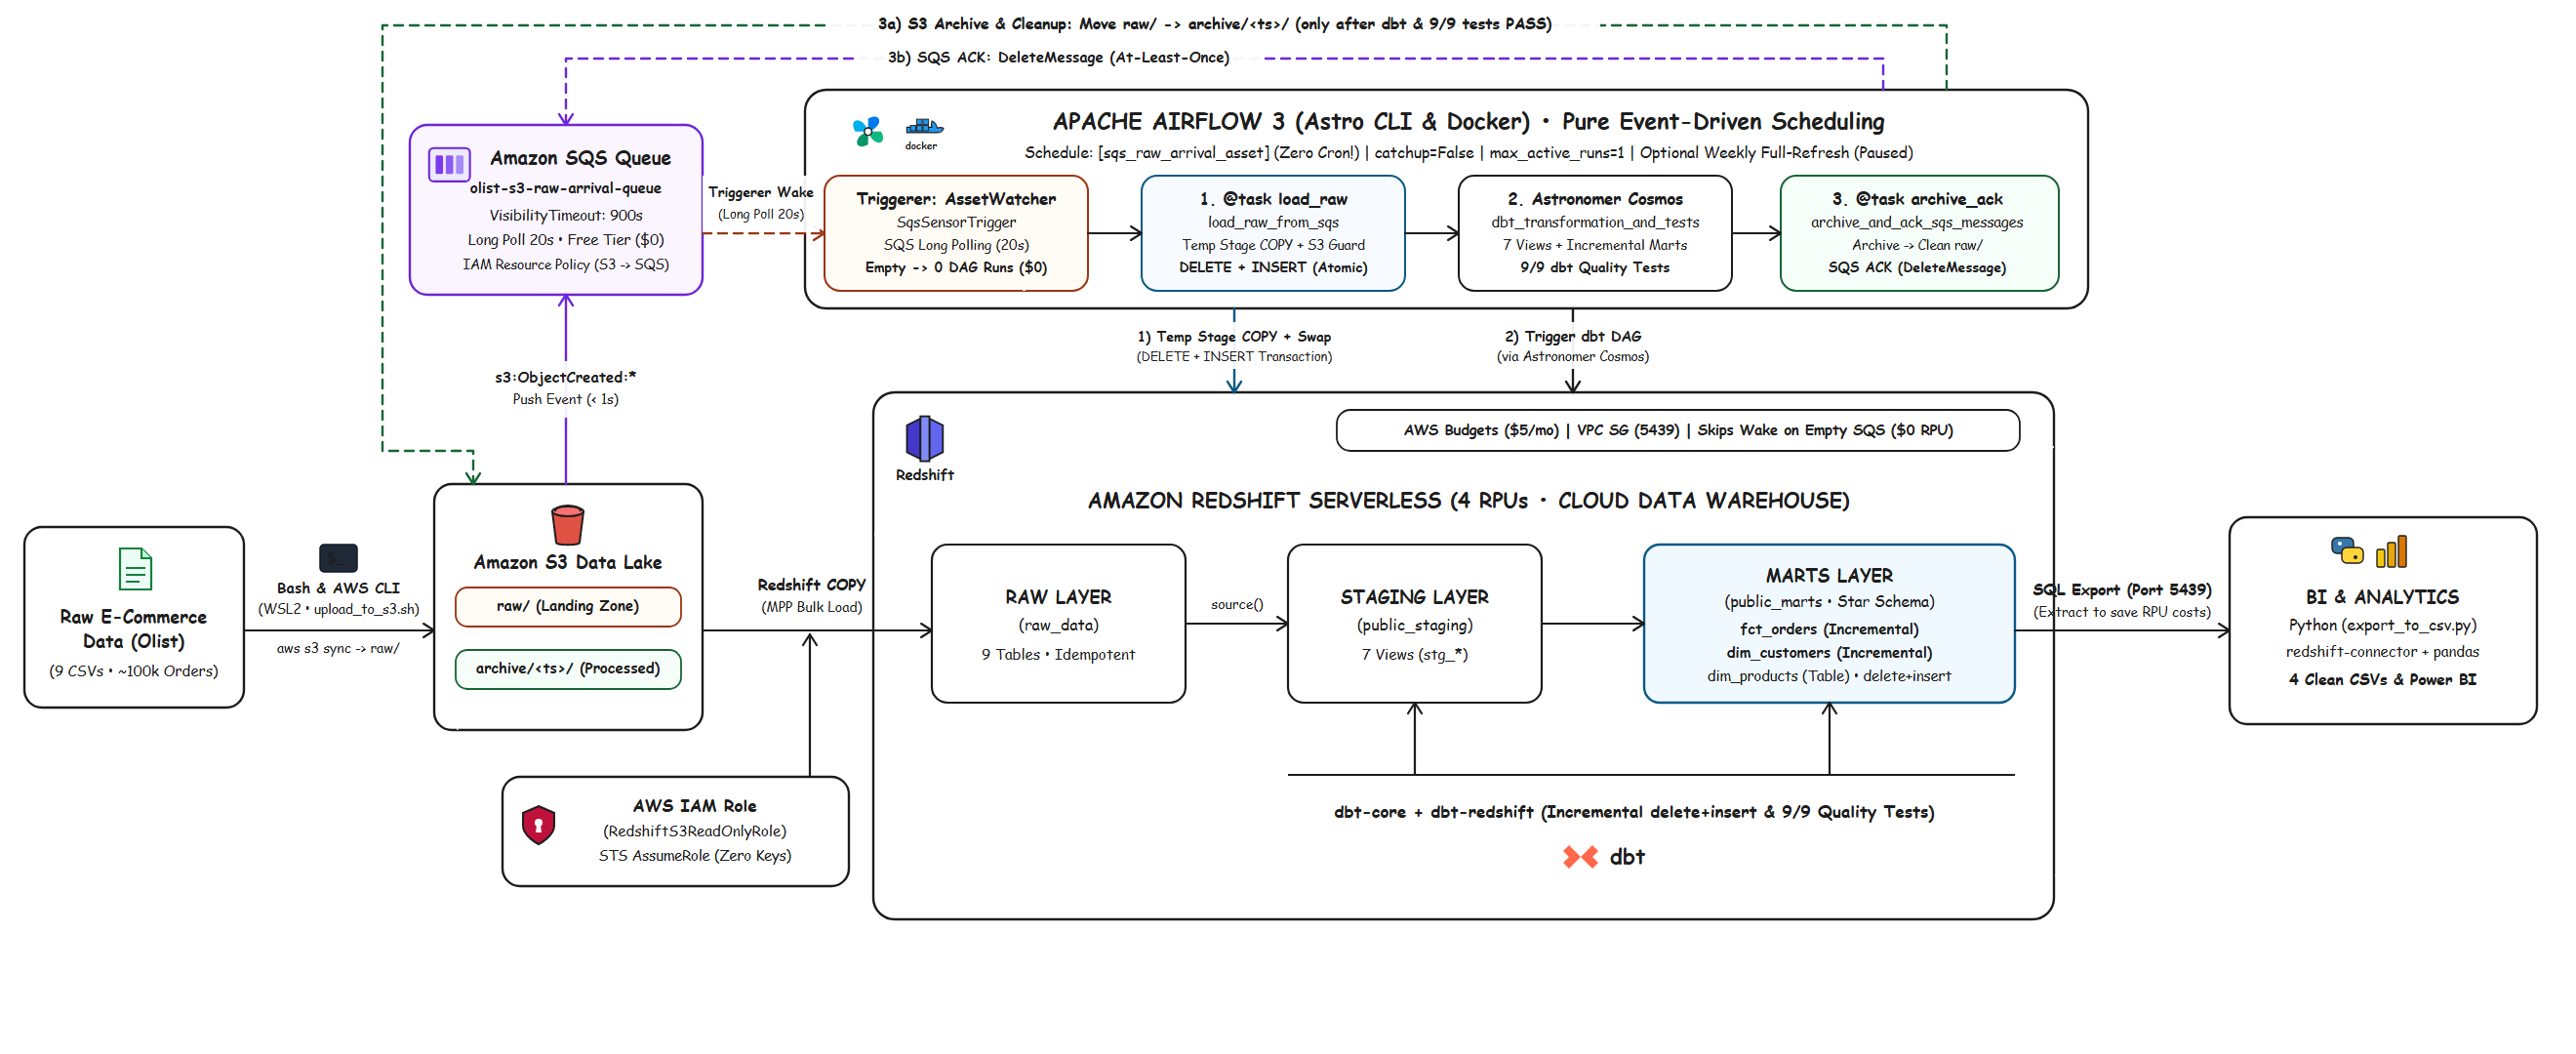 3a) S3 Archive & Cleanup: Move raw/ -> archive/<ts>/ (only after dbt & 9/9 tests PASS)
3b) SQS ACK: DeleteMessage (At-Least-Once)
docker
APACHE AIRFLOW 3 (Astro CLI & Docker) • Pure Event-Driven Scheduling
Schedule: [sqs_raw_arrival_asset] (Zero Cron!) | catchup=False | max_active_runs=1 | Optional Weekly Full-Refresh (Paused)
Amazon SQS Queue
olist-s3-raw-arrival-queue
VisibilityTimeout: 900s
Long Poll 20s • Free Tier ($0)
IAM Resource Policy (S3 -> SQS)
Triggerer Wake
(Long Poll 20s)
Triggerer: AssetWatcher
SqsSensorTrigger
SQS Long Polling (20s)
Empty -> 0 DAG Runs ($0)
1. @task load_raw
load_raw_from_sqs
Temp Stage COPY + S3 Guard
DELETE + INSERT (Atomic)
2. Astronomer Cosmos
dbt_transformation_and_tests
7 Views + Incremental Marts
9/9 dbt Quality Tests
3. @task archive_ack
archive_and_ack_sqs_messages
Archive -> Clean raw/
SQS ACK (DeleteMessage)
1) Temp Stage COPY + Swap
(DELETE + INSERT Transaction)
2) Trigger dbt DAG
(via Astronomer Cosmos)
s3:ObjectCreated:*
Push Event (< 1s)
Redshift
AWS Budgets ($5/mo) | VPC SG (5439) | Skips Wake on Empty SQS ($0 RPU)
AMAZON REDSHIFT SERVERLESS (4 RPUs • CLOUD DATA WAREHOUSE)
Raw E-Commerce
Data (Olist)
(9 CSVs • ~100k Orders)
$_
Bash & AWS CLI
(WSL2 • upload_to_s3.sh)
aws s3 sync -> raw/
Amazon S3 Data Lake
raw/ (Landing Zone)
archive/<ts>/ (Processed)
Redshift COPY
(MPP Bulk Load)
RAW LAYER
(raw_data)
9 Tables • Idempotent
source()
STAGING LAYER
(public_staging)
7 Views (stg_*)
MARTS LAYER
(public_marts • Star Schema)
fct_orders (Incremental)
dim_customers (Incremental)
dim_products (Table) • delete+insert
SQL Export (Port 5439)
(Extract to save RPU costs)
BI & ANALYTICS
Python (export_to_csv.py)
redshift-connector + pandas
4 Clean CSVs & Power BI
AWS IAM Role
(RedshiftS3ReadOnlyRole)
STS AssumeRole (Zero Keys)
dbt-core + dbt-redshift (Incremental delete+insert & 9/9 Quality Tests)
dbt